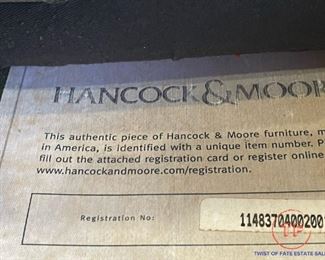 HANCOCK & MOOR
This authentic piece of Hancock & Moore furniture, m
in America, is identified with a unique item number. P
fill out the attached registration card or register online
www.hancockandmoore.com/registration.
Registration No:
1148370400200
TWIST OF FATE ESTATE SAL